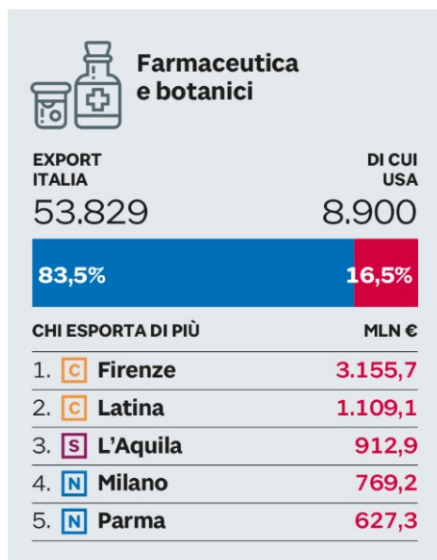 Farmaceutica
e botanici
EXPORT
ITALIA
DI CUI
USA
53.829 8.900
83,5% 16,5%
CHI ESPORTA DI PIÙ MLN €
1. C Firenze 3.155,7
2. C Latina 1.109,1
3. S L'Aquila 912,9
4. N Milano 769,2
5. N Parma 627,3